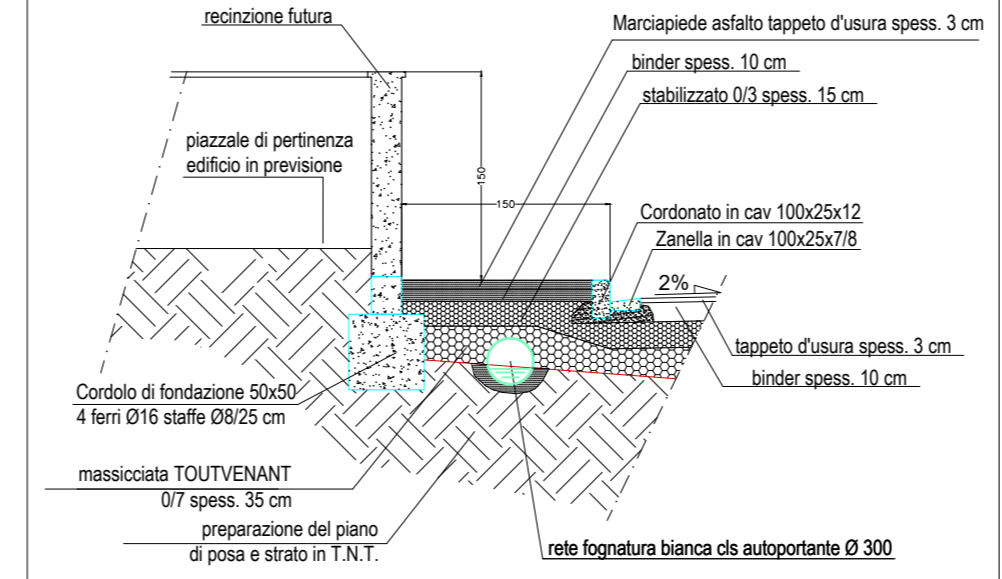 recinzione futura
Marciapiede asfalto tappeto d'usura spess. 3 cm
binder spess. 10 cm
stabilizzato 0/3 spess. 15 cm
piazzale di pertinenza
edificio in previsione
150
150
Cordonato in cav 100x25x12
Zanella in cav 100x25x7/8
2%
tappeto d'usura spess. 3 cm
binder spess. 10 cm
Cordolo di fondazione 50x50
4 ferri Ø16 staffe Ø8/25 cm
massicciata TOUTVENANT
0/7 spess. 35 cm
preparazione del piano
di posa e strato in T.N.T.
rete fognatura bianca cls autoportante Ø 300